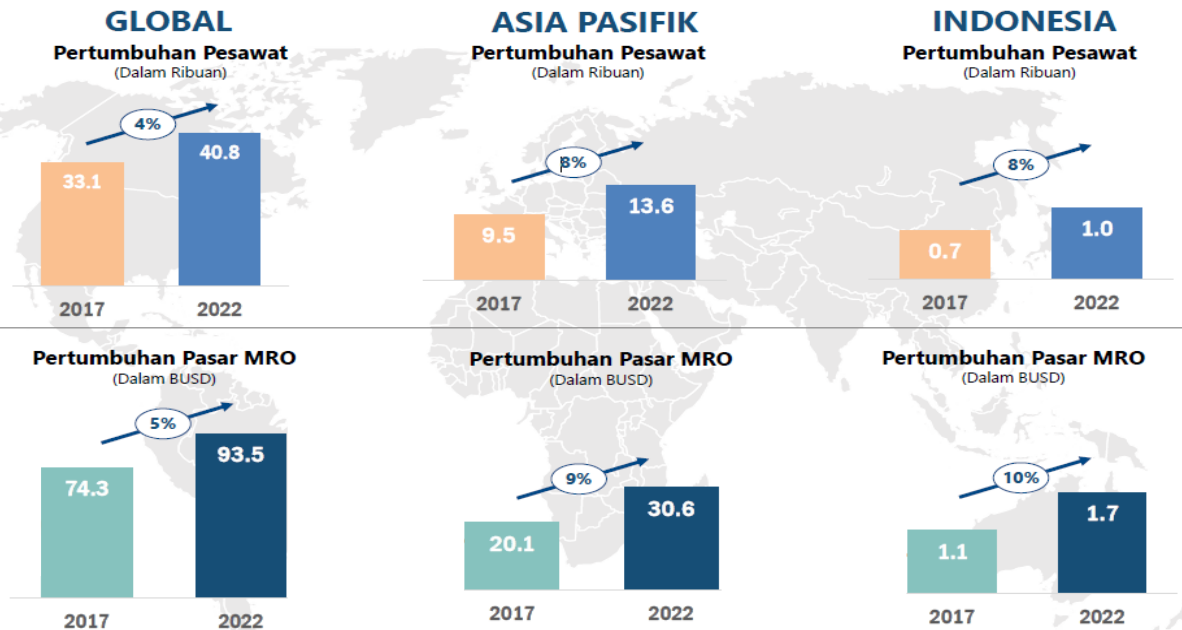 GLOBAL
Pertumbuhan Pesawat
(Dalam Ribuan)
4%
33.1
40.8
2017
2022
ASIA PASIFIK
Pertumbuhan Pesawat
(Dalam Ribuan)
8%
9.5
13.6
2017
2022
INDONESIA
Pertumbuhan Pesawat
(Dalam Ribuan)
8%
0.7
1.0
2017
2022
Pertumbuhan Pasar MRO
(Dalam BUSD)
5%
74.3
93.5
2017
2022
Pertumbuhan Pasar MRO
(Dalam BUSD)
9%
20.1
30.6
2017
2022
Pertumbuhan Pasar MRO
(Dalam BUSD)
10%
1.1
1.7
2017
2022